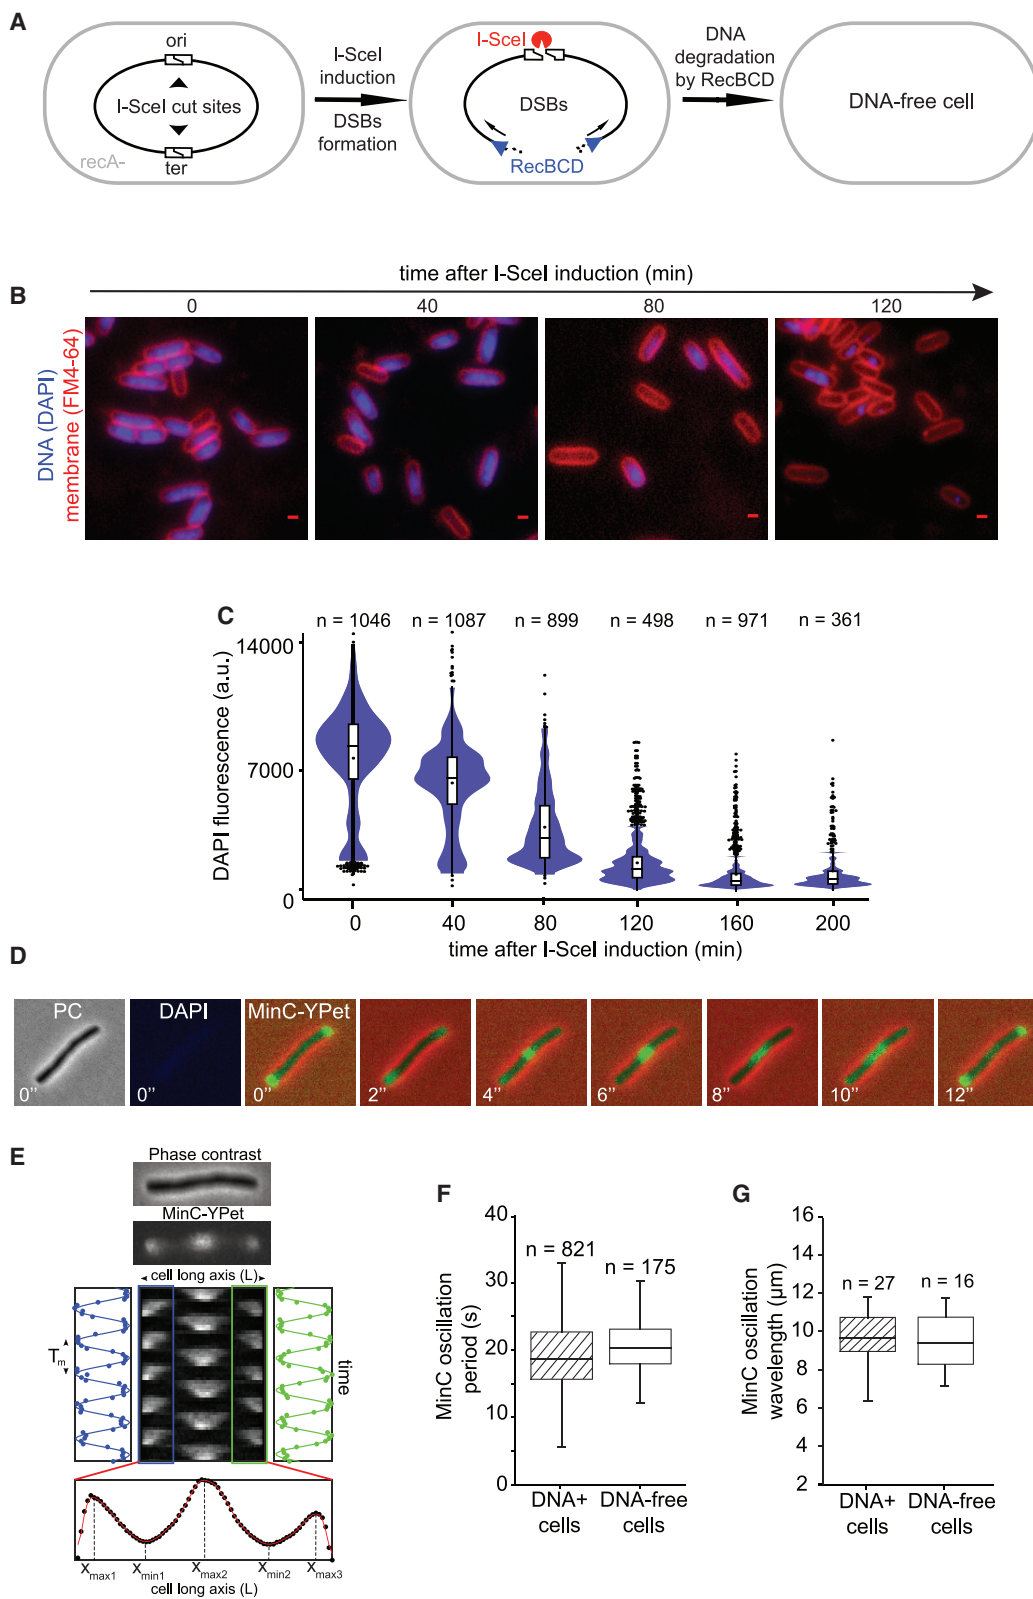 A
ori
I-SceI cut sites
recA-
ter
I-SceI
induction
DSBs
formation
I-SceI
DSBs
RecBCD
DNA
degradation
by RecBCD
DNA-free cell
B
time after I-SceI induction (min)
0 40 80 120
DNA (DAPI)
membrane (FM4-64)
C
n = 1046 n = 1087 n = 899 n = 498 n = 971 n = 361
DAPI fluorescence (a.u.)
14000
7000
0
0 40 80 120 160 200
time after I-SceI induction (min)
D
PC DAPI MinC-YPet
0'' 0'' 0'' 2'' 4'' 6'' 8'' 10'' 12''
E
Phase contrast
MinC-YPet
cell long axis (L)
Tm
time
Xmax1 Xmin1 Xmax2 Xmin2 Xmax3
cell long axis (L)
F
MinC oscillation
period (s)
40
30
20
10
0
n = 821
n = 175
DNA+
cells
DNA-free
cells
G
MinC oscillation
wavelength (μm)
16
14
12
10
8
6
4
2
n = 27
n = 16
DNA+
cells
DNA-free
cells